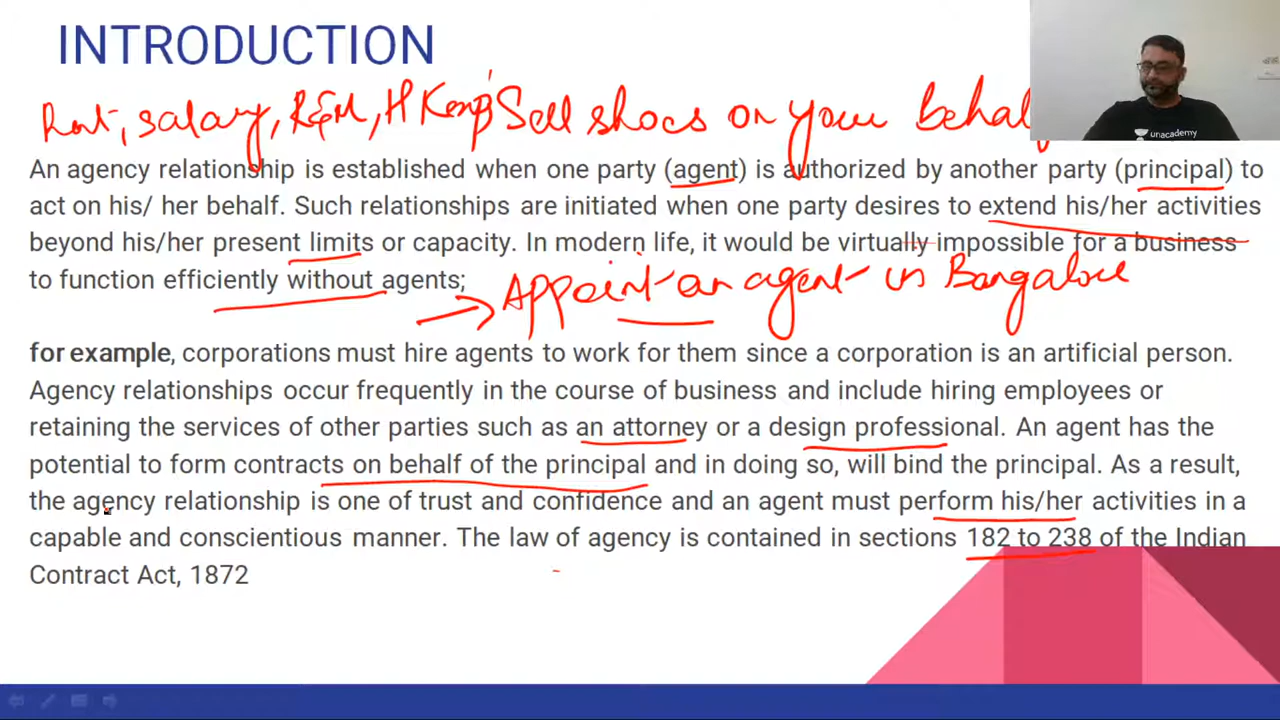 INTRODUCTION
unacademy
Rent, salary, R&M, H Keep' Sell shoes on your behalf
An agency relationship is established when one party (agent) is authorized by another party (principal) to
act on his/ her behalf. Such relationships are initiated when one party desires to extend his/her activities
beyond his/her present limits or capacity. In modern life, it would be virtually impossible for a business
to function efficiently without agents;
Appoint an agent in Bangalore
for example, corporations must hire agents to work for them since a corporation is an artificial person.
Agency relationships occur frequently in the course of business and include hiring employees or
retaining the services of other parties such as an attorney or a design professional. An agent has the
potential to form contracts on behalf of the principal and in doing so, will bind the principal. As a result,
the agency relationship is one of trust and confidence and an agent must perform his/her activities in a
capable and conscientious manner. The law of agency is contained in sections 182 to 238 of the Indian
Contract Act, 1872